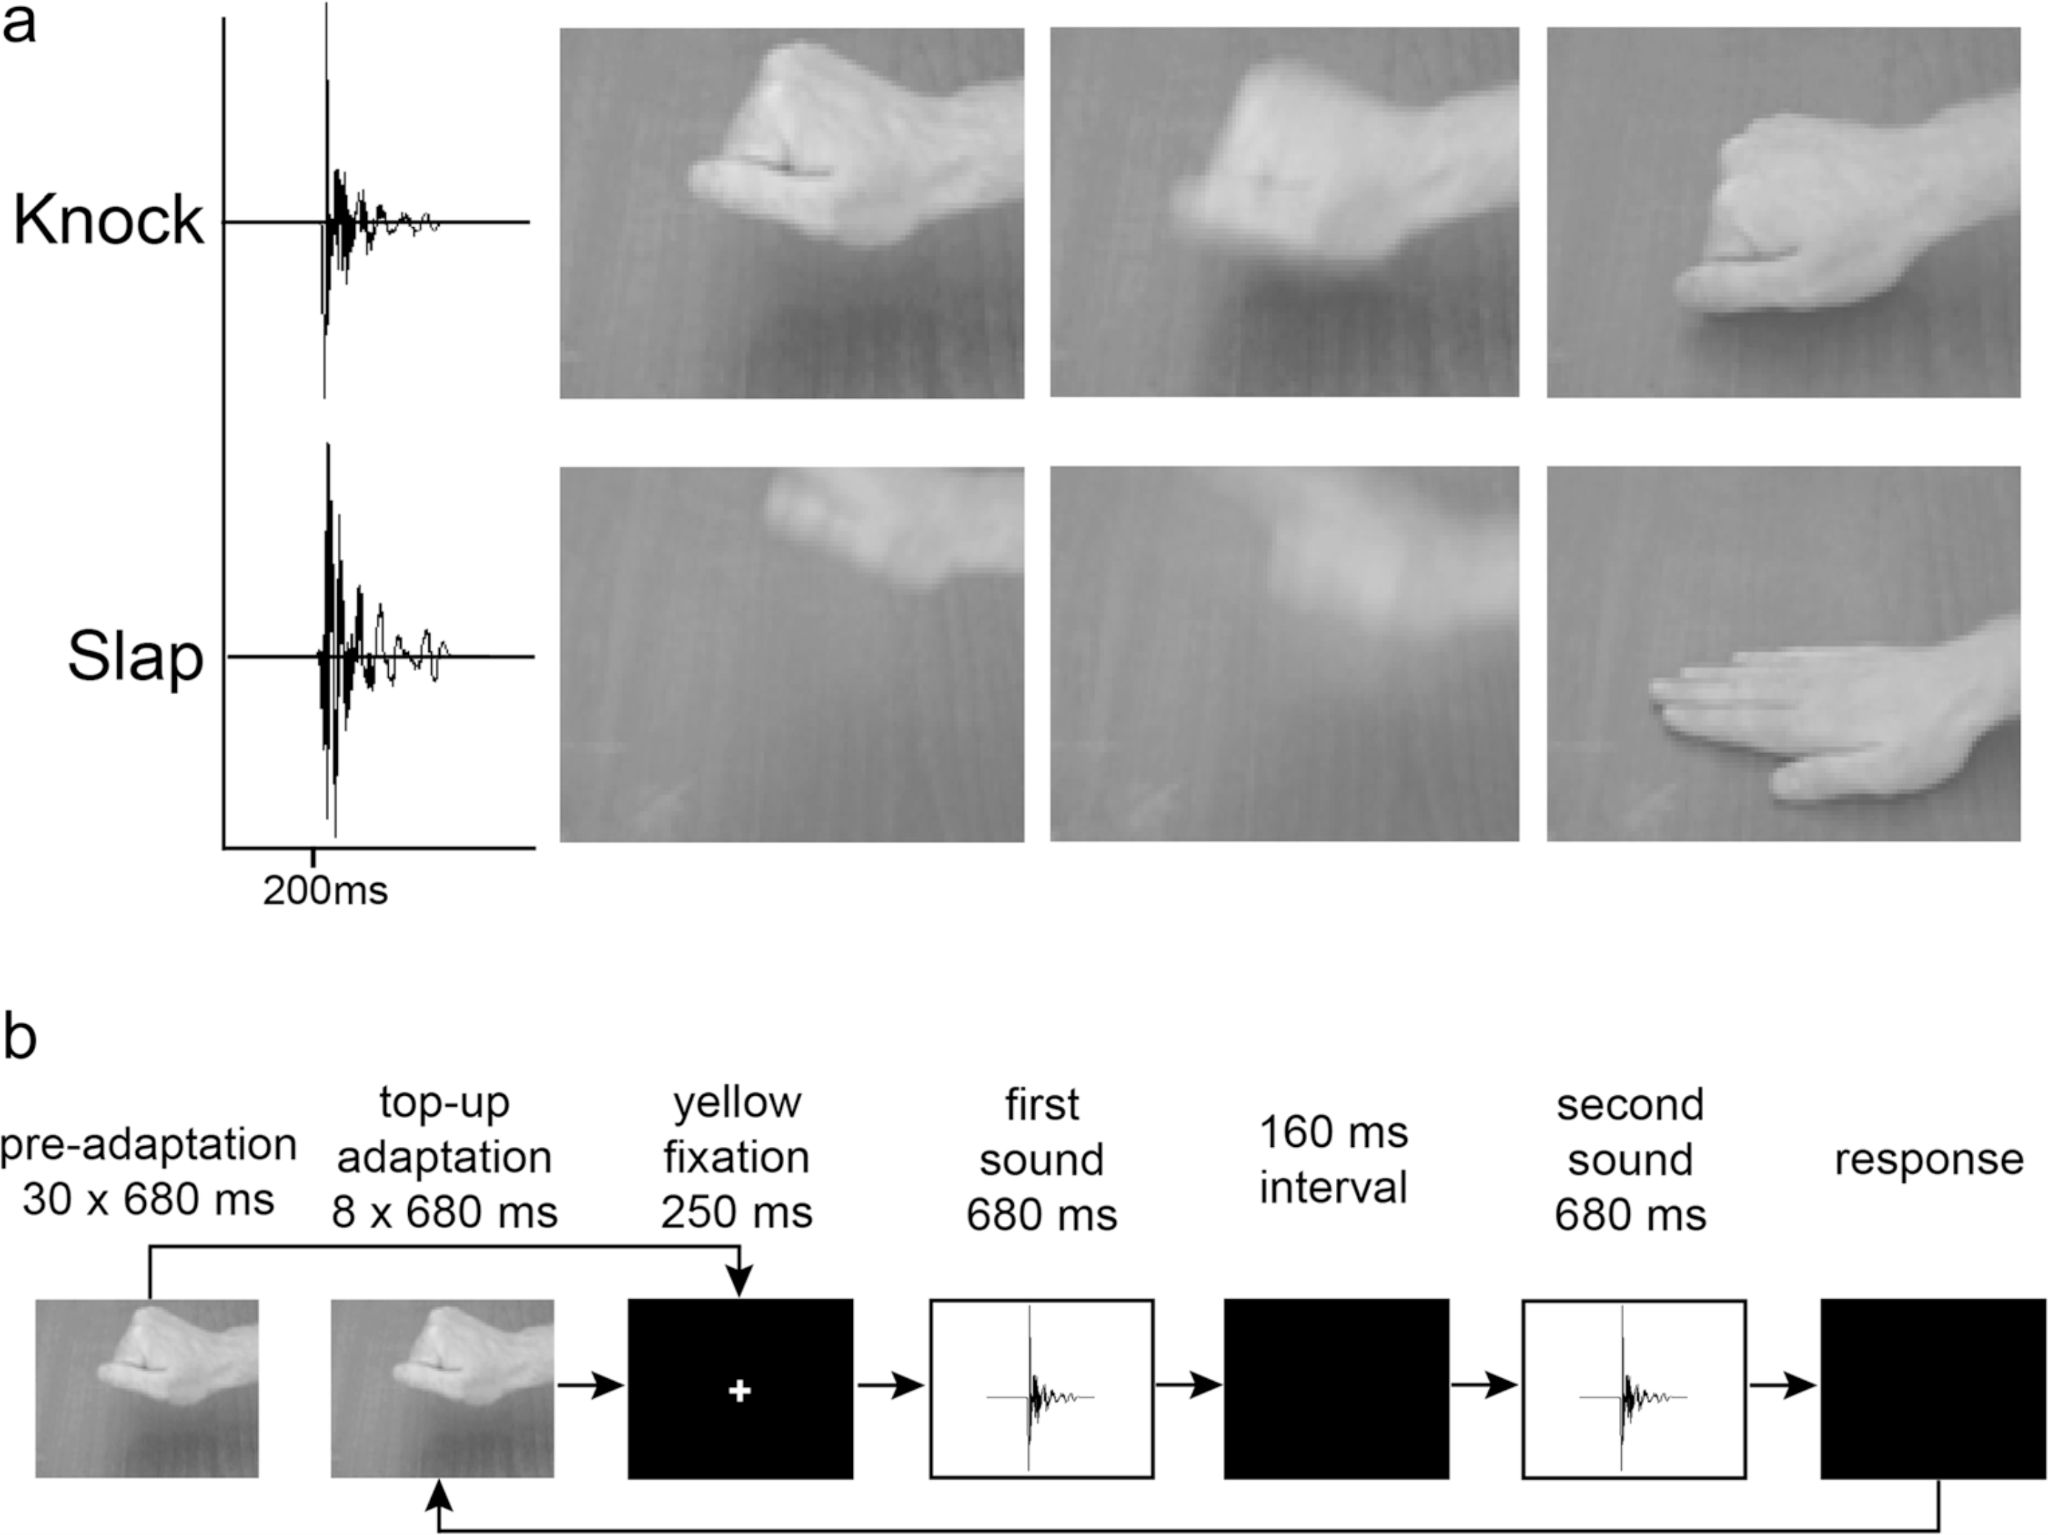 a
Knock
Slap
200ms
b
pre-adaptation
30 x 680 ms
top-up
adaptation
8 x 680 ms
yellow
fixation
250 ms
first
sound
680 ms
160 ms
interval
second
sound
680 ms
response